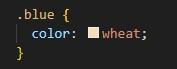 .blue {
  color: wheat;
}